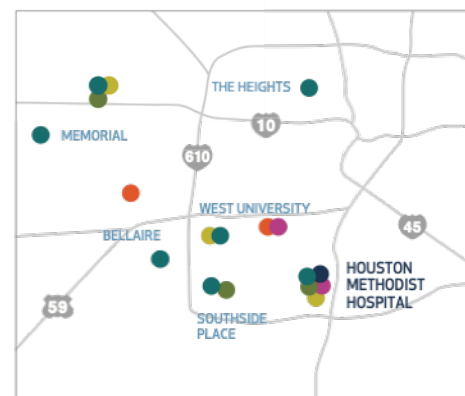 THE HEIGHTS
10
MEMORIAL
610
WEST UNIVERSITY
45
BELLAIRE
HOUSTON
METHODIST
HOSPITAL
59
SOUTHSIDE
PLACE